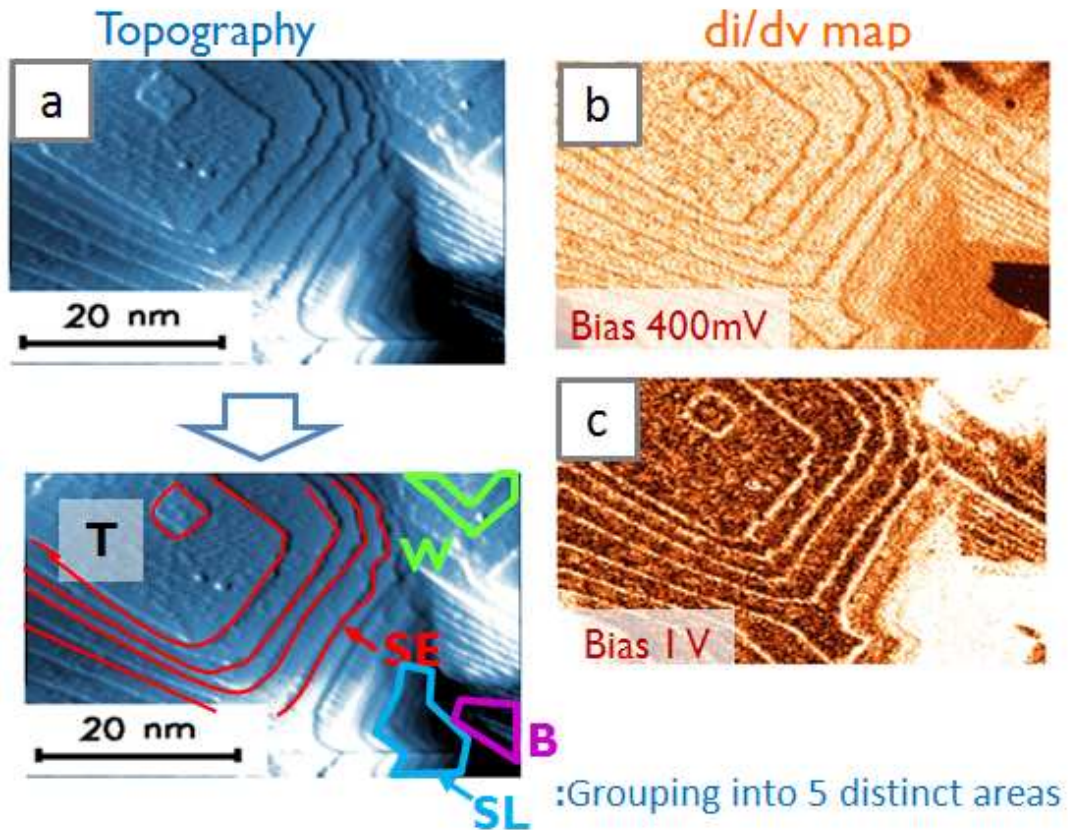 Topography
di/dv map
a
b
20 nm
Bias 400mV
c
T
W
SE
Bias 1 V
20 nm
B
SL
:Grouping into 5 distinct areas